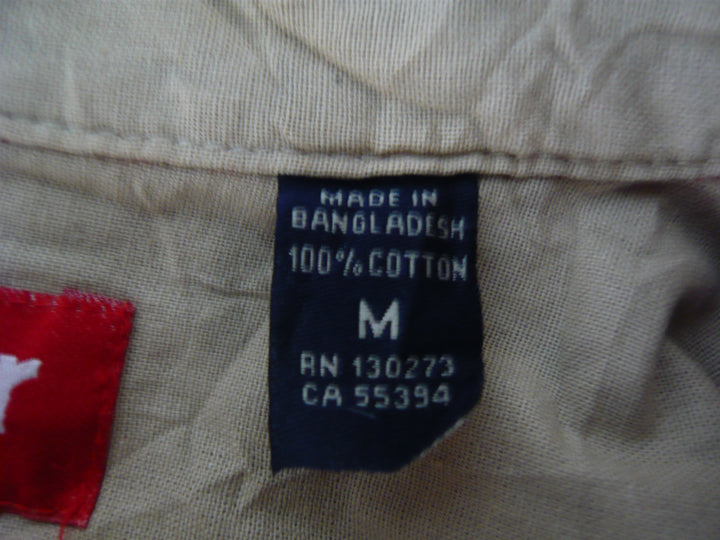 MADE IN
BANGLADESH
100% COTTON
M
RN 130273
CA 55394